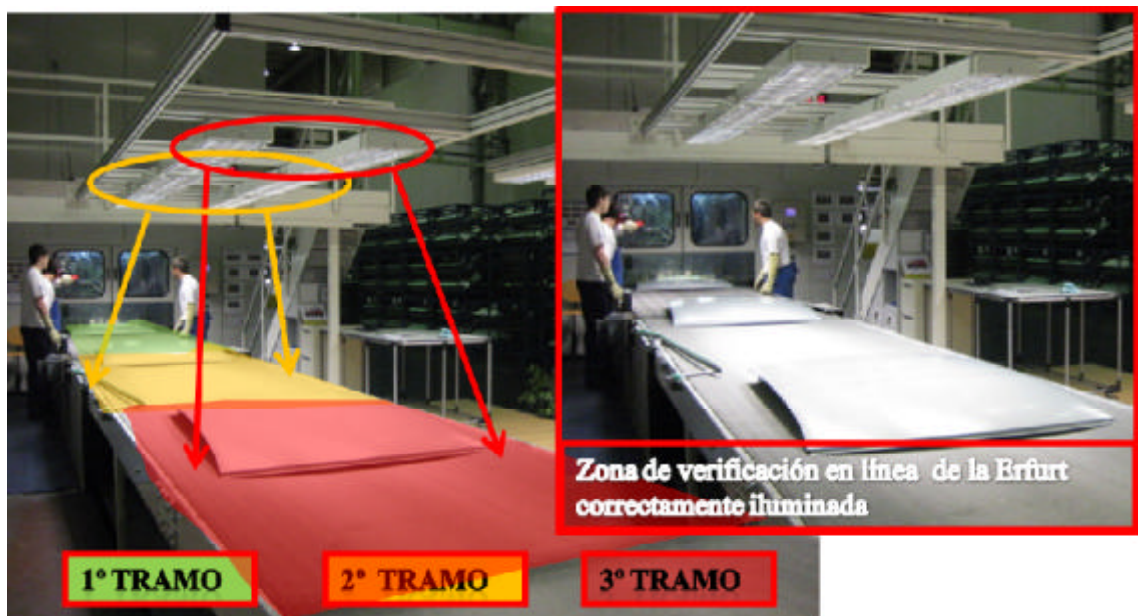 Zona de verificación en línea de la Erfurt
correctamente iluminada
1º TRAMO
2º TRAMO
3º TRAMO